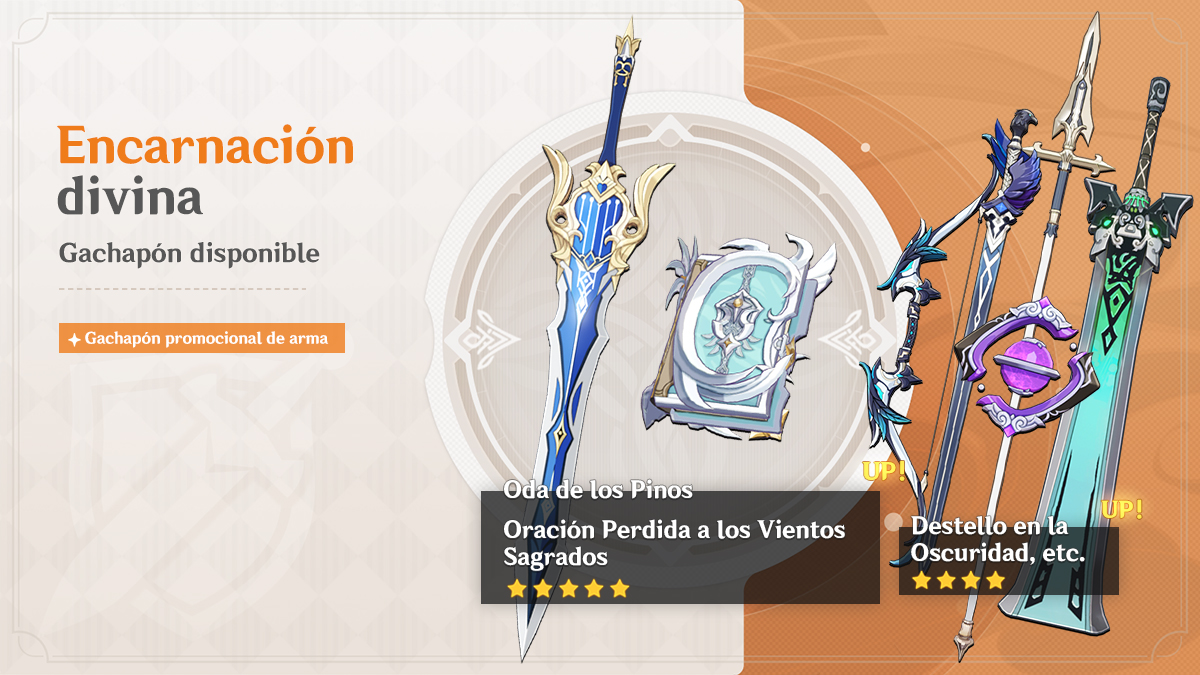 Encarnación
divina
Gachapón disponible
Gachapón promocional de arma
UP!
Oda de los Pinos
Oración Perdida a los Vientos
Sagrados
UP!
Destello en la
Oscuridad, etc.